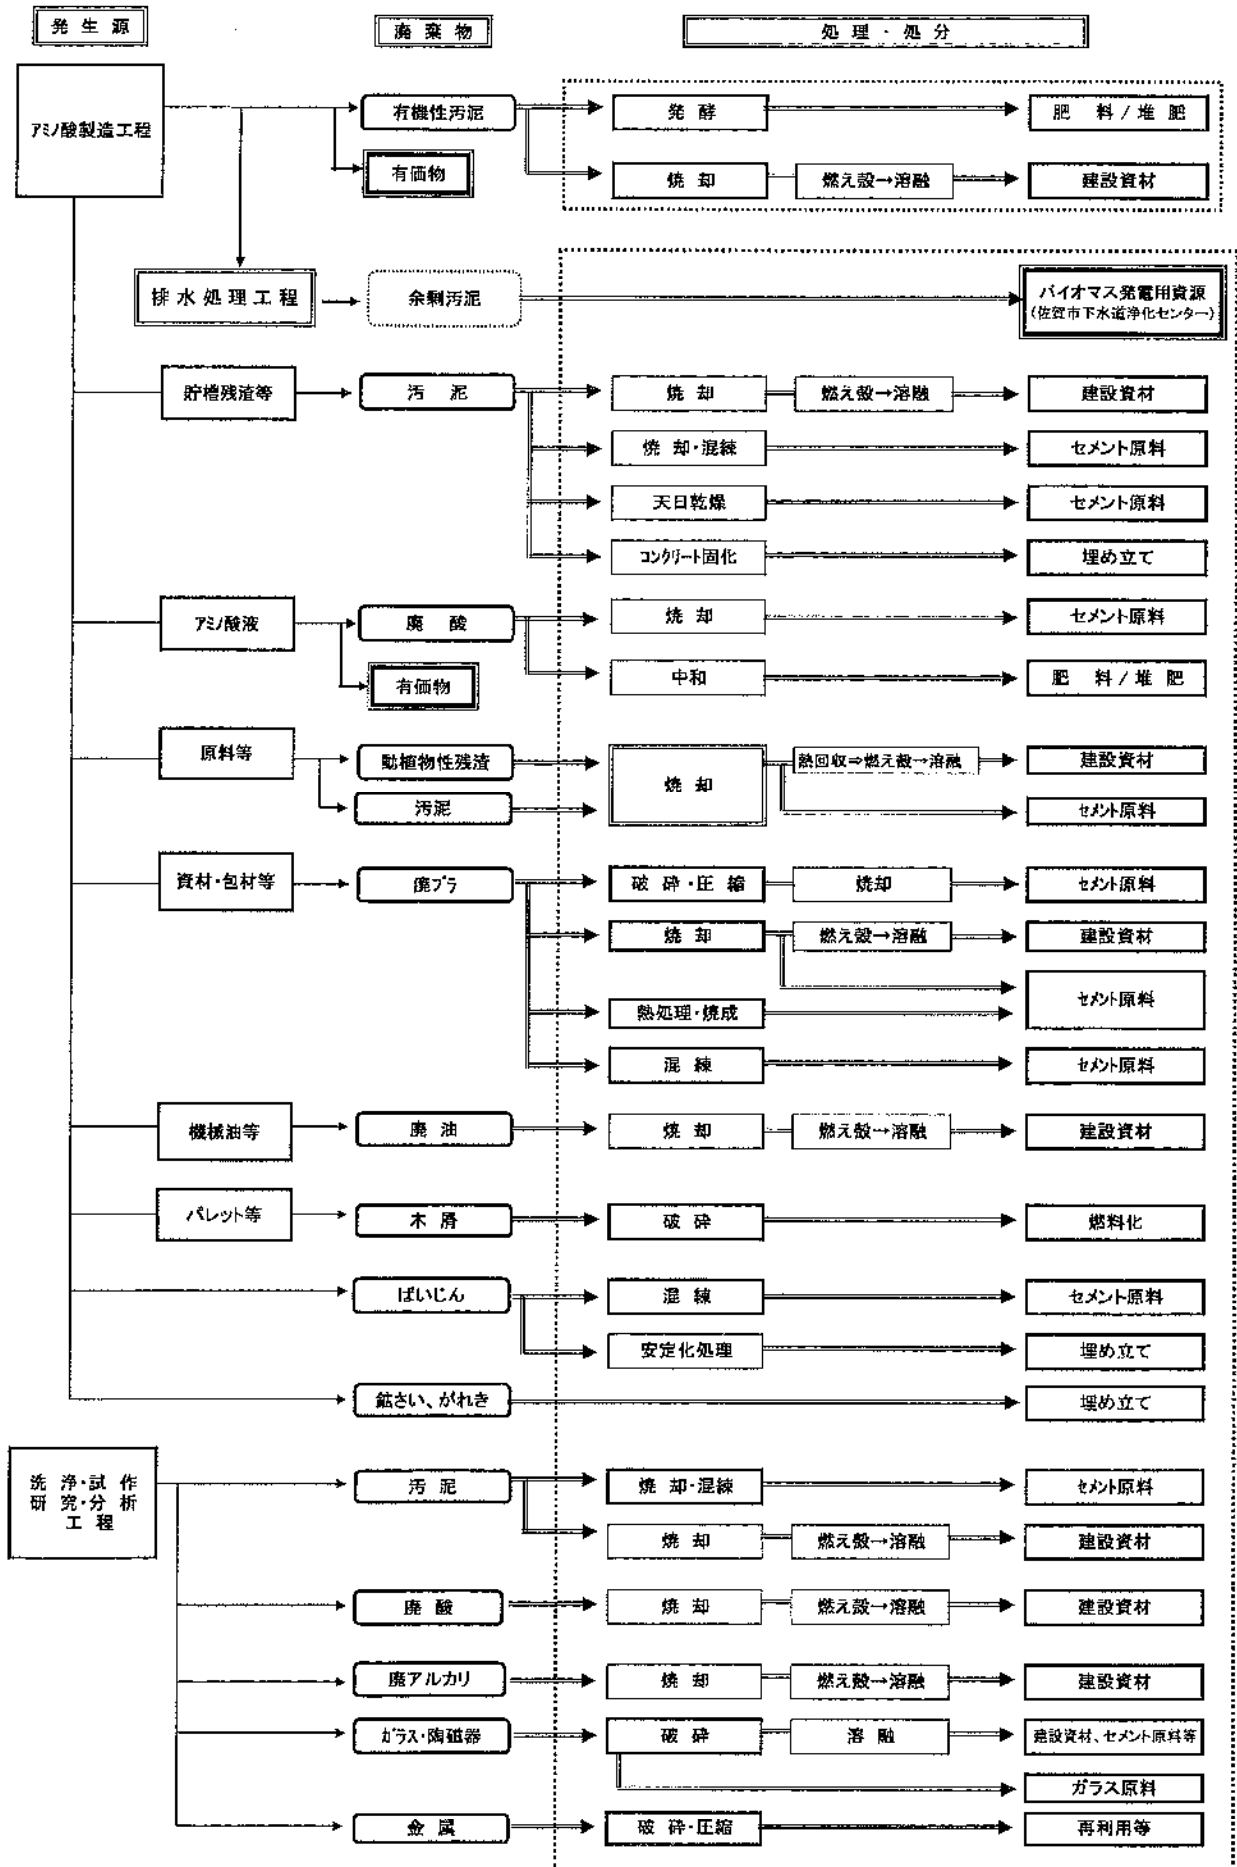 発生源 廃棄物 処理・処分
アミノ酸製造工程 有機性汚泥 発酵 肥料/堆肥
有価物 焼却 燃え殻→溶融 建設資材
排水処理工程 余剰汚泥 バイオマス発電用資源
(佐賀市下水道浄化センター)
貯槽残渣等 汚泥 焼却 燃え殻→溶融 建設資材
焼却・混練 セメント原料
天日乾燥 セメント原料
コンクリート固化 埋め立て
アミノ酸液 廃酸 焼却 セメント原料
有価物 中和 肥料/堆肥
原料等 動植物性残渣 焼却 熱回収⇒燃え殻→溶融 建設資材
汚泥 セメント原料
資材・包材等 廃プラ 破砕・圧縮 焼却 セメント原料
焼却 燃え殻→溶融 建設資材
セメント原料
熱処理・焼成
混練 セメント原料
機械油等 廃油 焼却 燃え殻→溶融 建設資材
パレット等 木屑 破砕 燃料化
ばいじん 混練 セメント原料
安定化処理 埋め立て
鉱さい、がれき 埋め立て
洗浄・試作
研究・分析
工程
汚泥 焼却・混練 セメント原料
焼却 燃え殻→溶融 建設資材
廃酸 焼却 燃え殻→溶融 建設資材
廃アルカリ 焼却 燃え殻→溶融 建設資材
ガラス・陶磁器 破砕 溶融 建設資材、セメント原料等
ガラス原料
金属 破砕・圧縮 再利用等